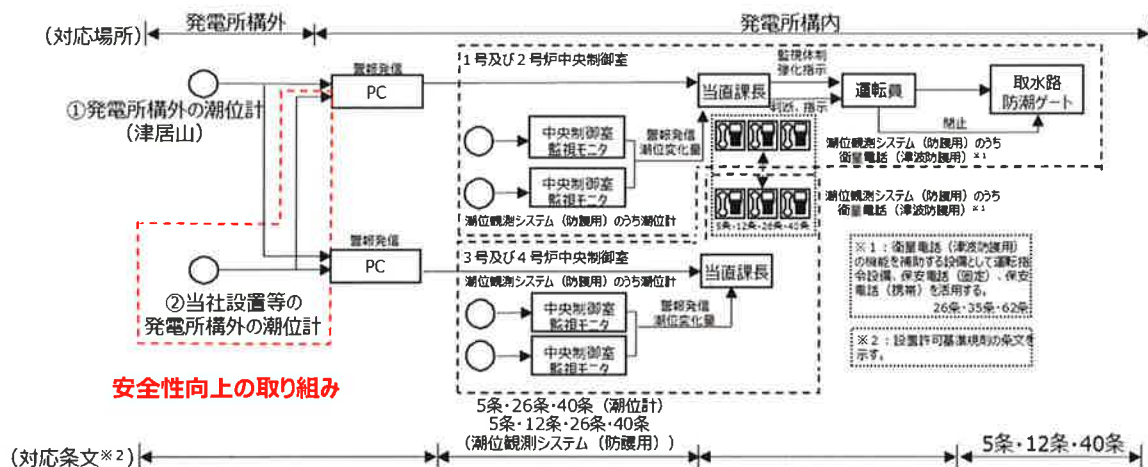 発電所構外
発電所構内
(対応場所)
警報発信
PC
①発電所構外の潮位計
(津居山)
1号及び2号炉中央制御室
監視体制
強化指示
当直課長
判断、指示
運転員
取水路
防潮ゲート
閉止
中央制御室
監視モニタ
中央制御室
監視モニタ
警報発信
潮位変化量
潮位観測システム(防護用)のうち潮位計
潮位観測システム(防護用)のうち
衛星電話(津波防護用)※1
潮位観測システム(防護用)のうち
衛星電話(津波防護用)※1
5条・12条・26条・40条
警報発信
PC
②当社設置等の
発電所構外の潮位計
安全性向上の取り組み
3号及び4号炉中央制御室
潮位観測システム(防護用)のうち潮位計
当直課長
中央制御室
監視モニタ
中央制御室
監視モニタ
警報発信
潮位変化量
※1:衛星電話(津波防護用)
の機能を補助する設備として運転指
令設備、保安電話(固定)、保安
電話(携帯)を活用する。
26条・35条・62条
※2:設置許可基準規則の条文を
示す。
5条・26条・40条(潮位計)
5条・12条・26条・40条
(潮位観測システム(防護用))
(対応条文※2)
5条・12条・40条